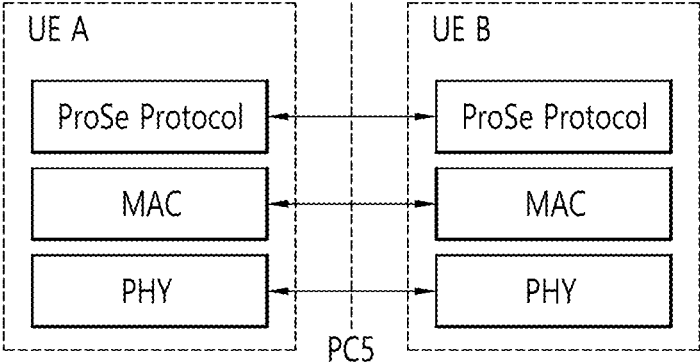 UE A
UE B
ProSe Protocol
ProSe Protocol
MAC
MAC
PHY
PHY
PC5